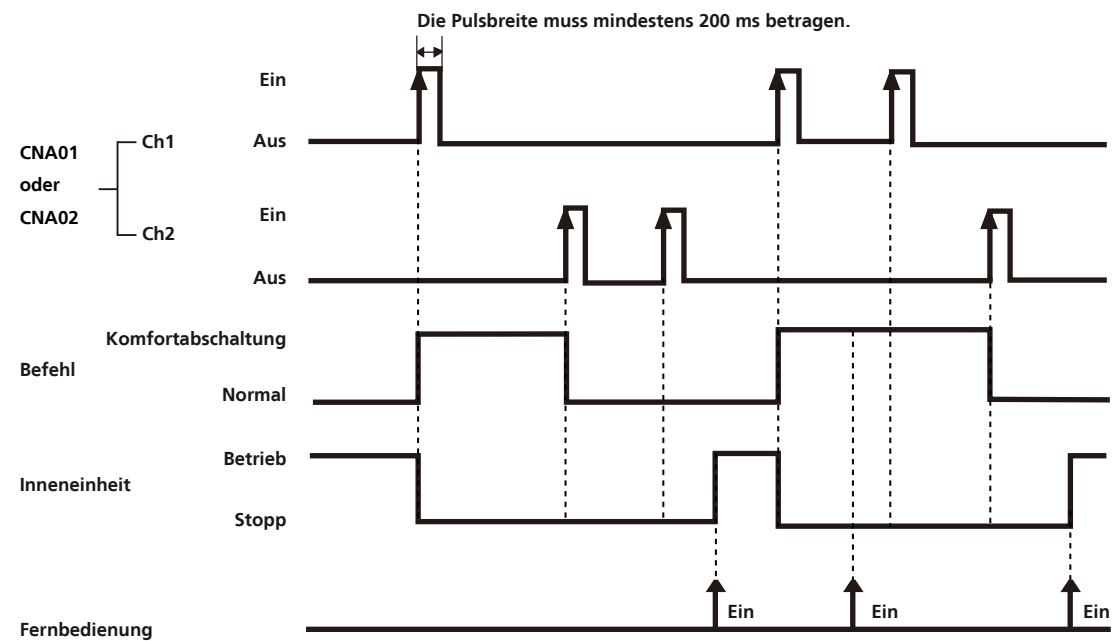 Die Pulsbreite muss mindestens 200 ms betragen.
Ein
CNA01
oder
CNA02
Ch1
Aus
Ein
Ch2
Aus
Befehl
Komfortabschaltung
Normal
Inneneinheit
Betrieb
Stopp
Ein
Ein
Ein
Fernbedienung